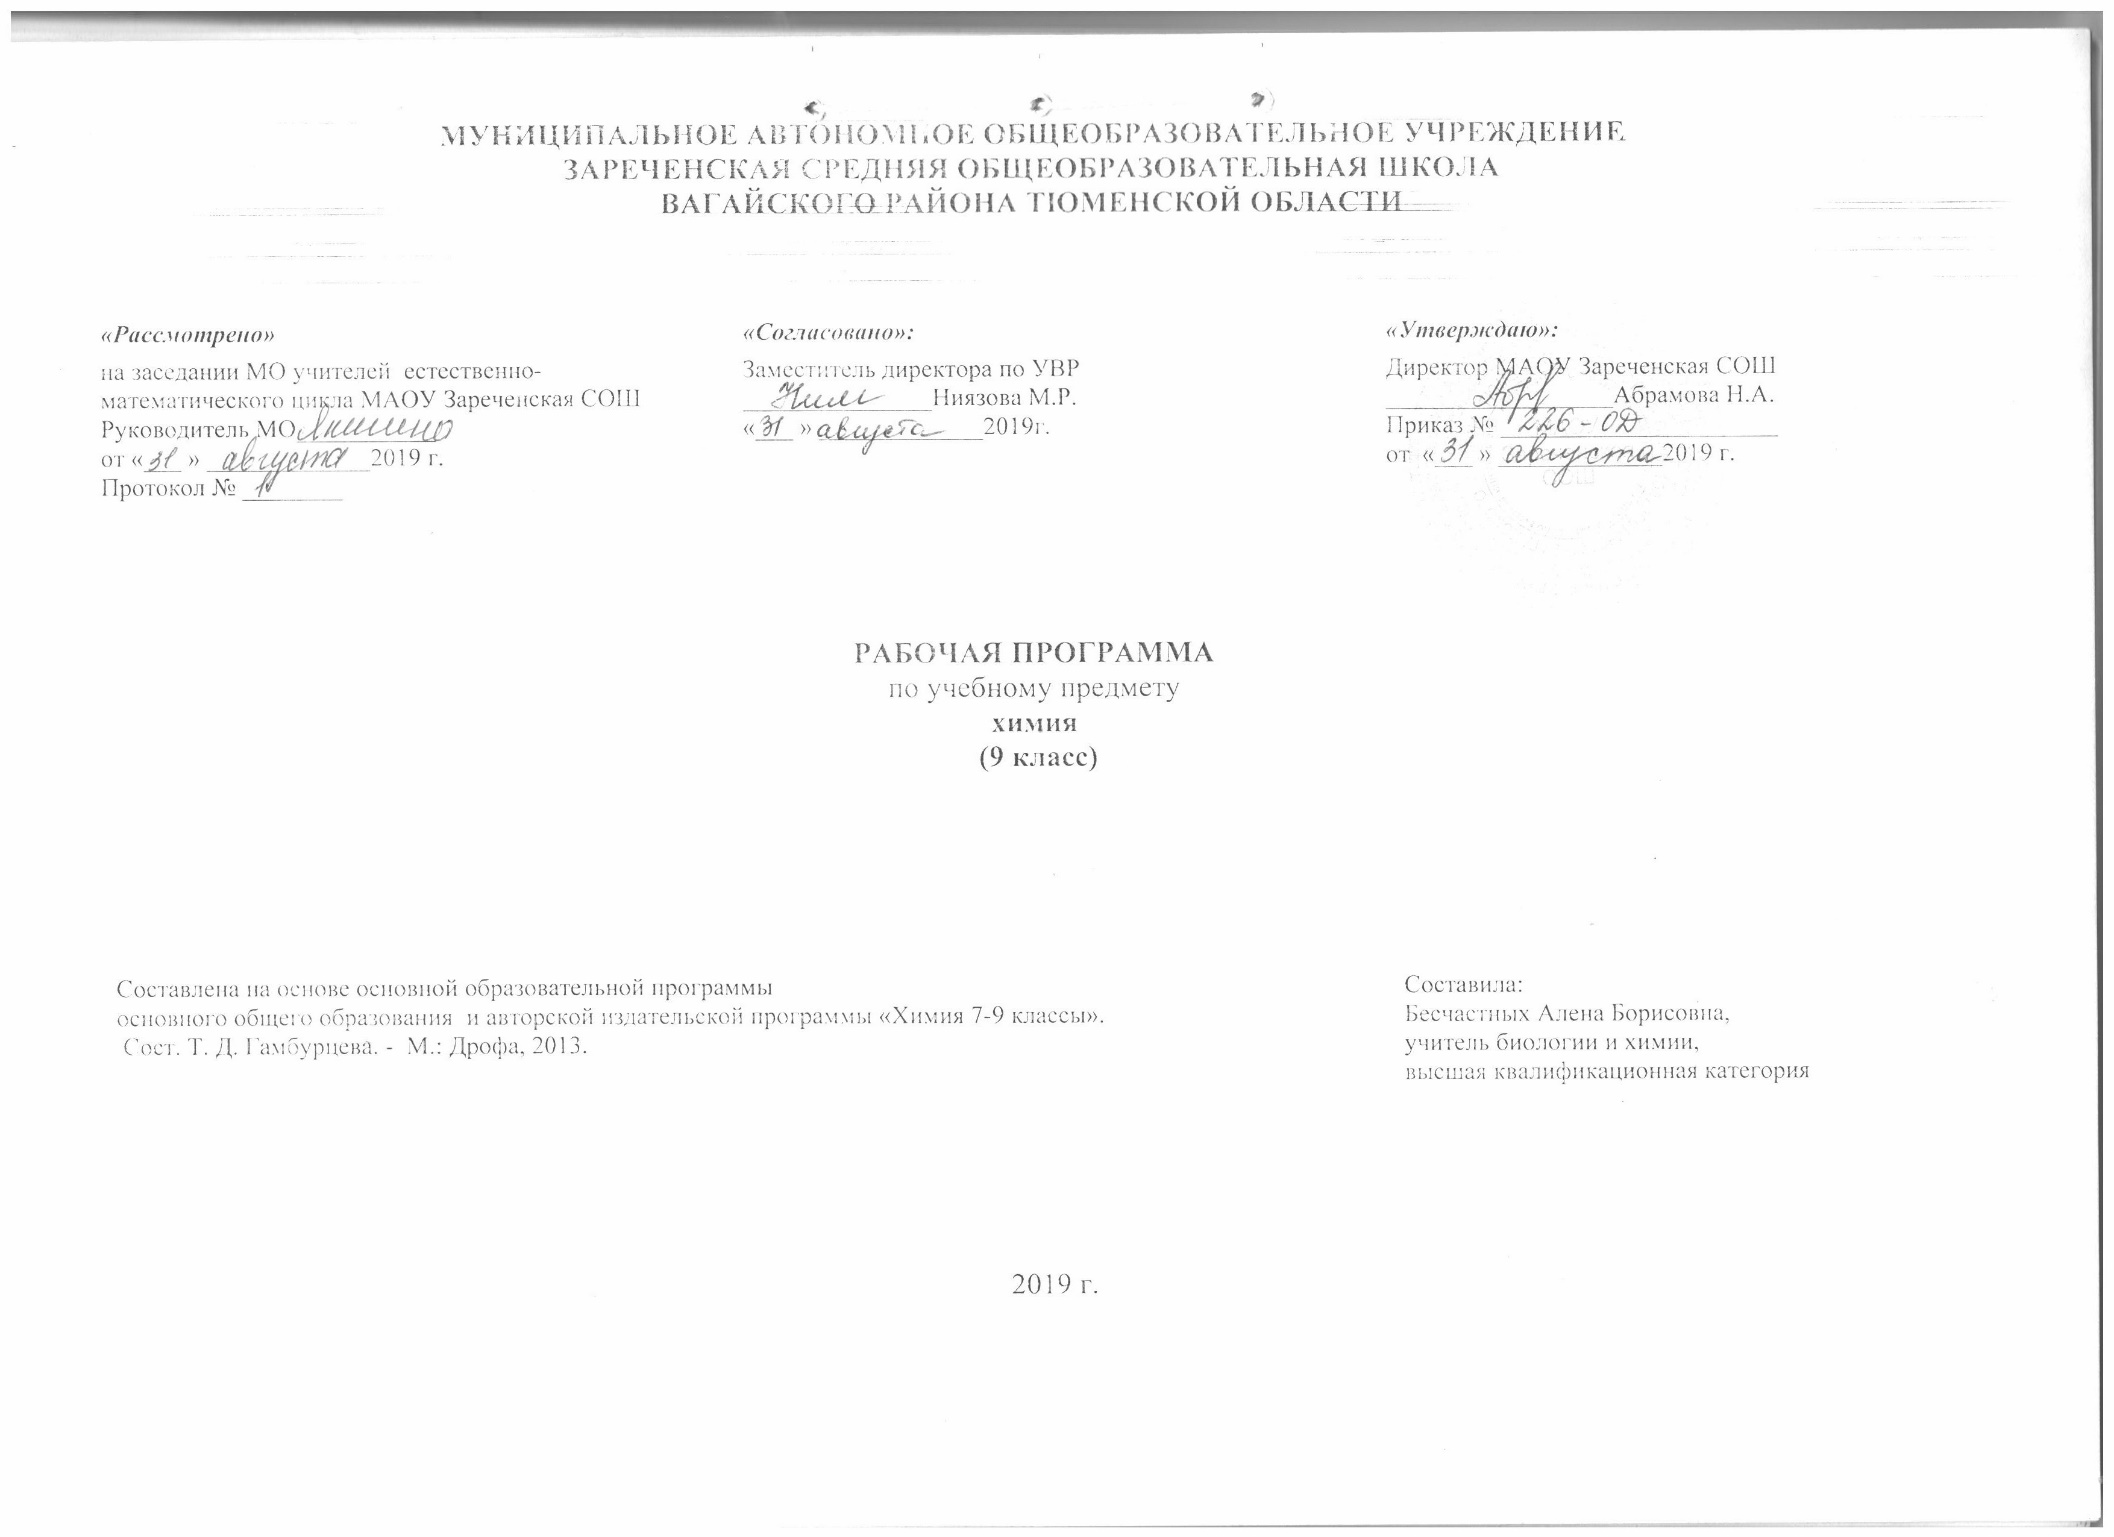 МУНИЦИПАЛЬНОЕ АВТОНОМНОЕ ОБЩЕОБРАЗОВАТЕЛЬНОЕ УЧРЕЖДЕНИЕ
ЗАРЕЧЕНСКАЯ СРЕДНЯЯ ОБЩЕОБРАЗОВАТЕЛЬНАЯ ШКОЛА
ВАГАЙСКОГО РАЙОНА ТЮМЕНСКОЙ ОБЛАСТИ
«Рассмотрено»
на заседании МО учителей естественно-
математического цикла МАОУ Зареченская СОШ
Руководитель МО
от «31» августа 2019 г.
Протокол № 1
«Согласовано»:
Заместитель директора по УВР
Ниязова М.Р.
«31» августа 2019г.
«Утверждаю»:
Директор МАОУ Зареченская СОШ
Абрамова Н.А.
Приказ № 226-ОД
от «31» августа 2019 г.
СОШ
РАБОЧАЯ ПРОГРАММА
по учебному предмету
химия
(9 класс)
Составлена на основе основной образовательной программы
основного общего образования и авторской издательской программы «Химия 7-9 классы».
Сост. Т. Д. Гамбурцева. - М.: Дрофа, 2013.
Составила:
Бесчастных Алена Борисовна,
учитель биологии и химии,
высшая квалификационная категория
2019 г.